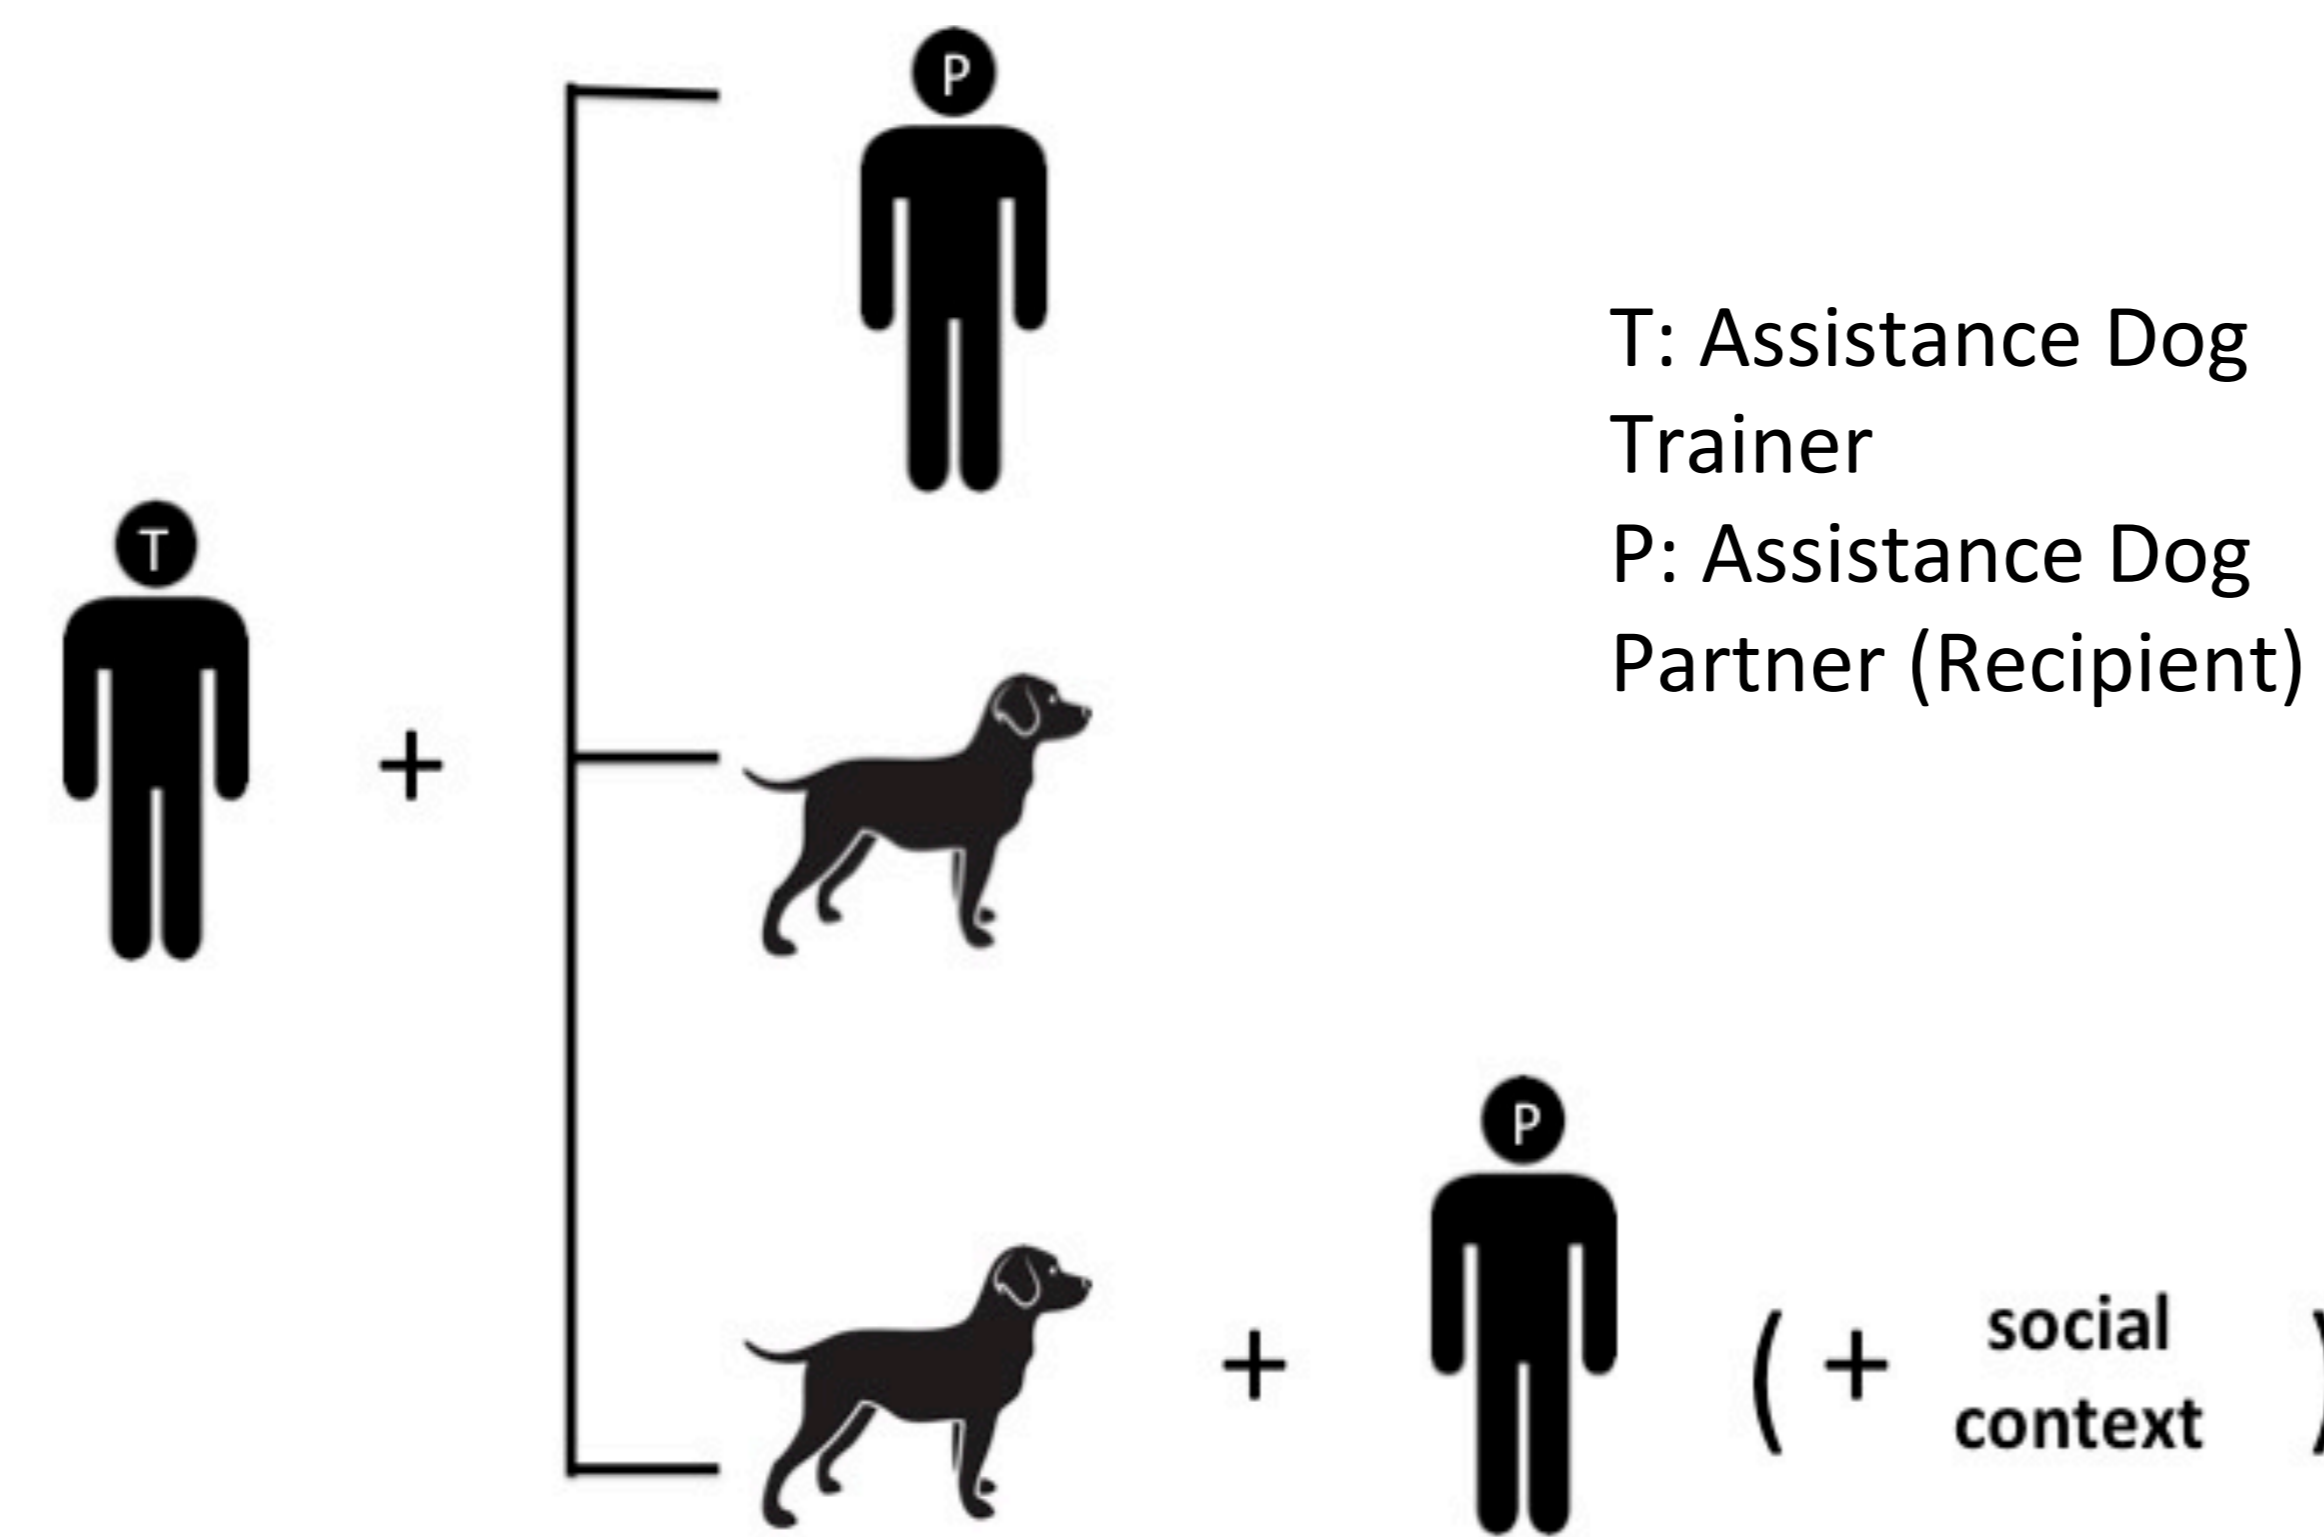 P
T: Assistance Dog
Trainer
P: Assistance Dog
Partner (Recipient)
T
+
P
+
( + social
context )